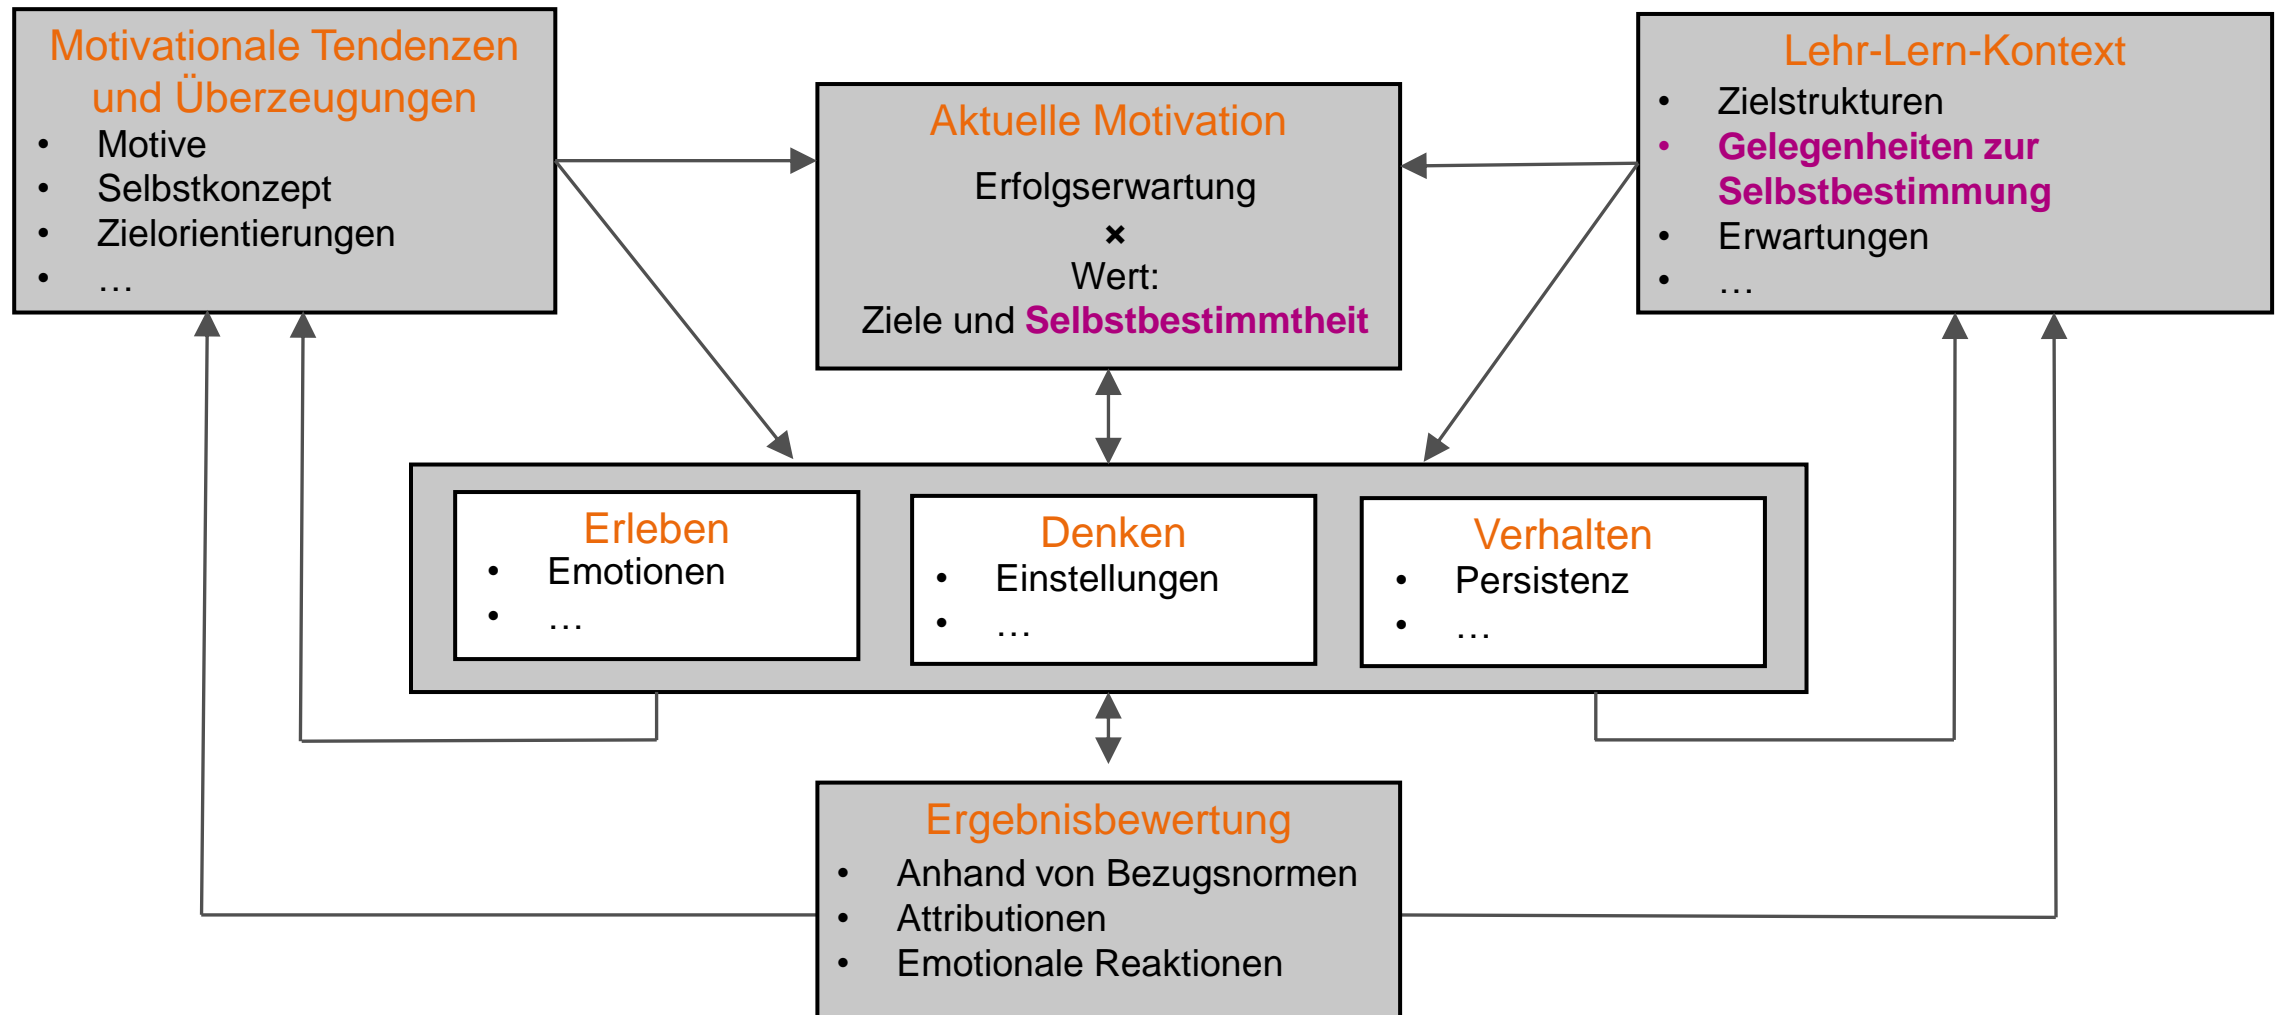 Motivationale Tendenzen
und Überzeugungen
• Motive
• Selbstkonzept
• Zielorientierungen
• …
Aktuelle Motivation
Erfolgserwartung
×
Wert:
Ziele und Selbstbestimmtheit
Lehr-Lern-Kontext
• Zielstrukturen
• Gelegenheiten zur
Selbstbestimmung
• Erwartungen
• …
Erleben
• Emotionen
• …
Denken
• Einstellungen
• …
Verhalten
• Persistenz
• …
Ergebnisbewertung
• Anhand von Bezugsnormen
• Attributionen
• Emotionale Reaktionen